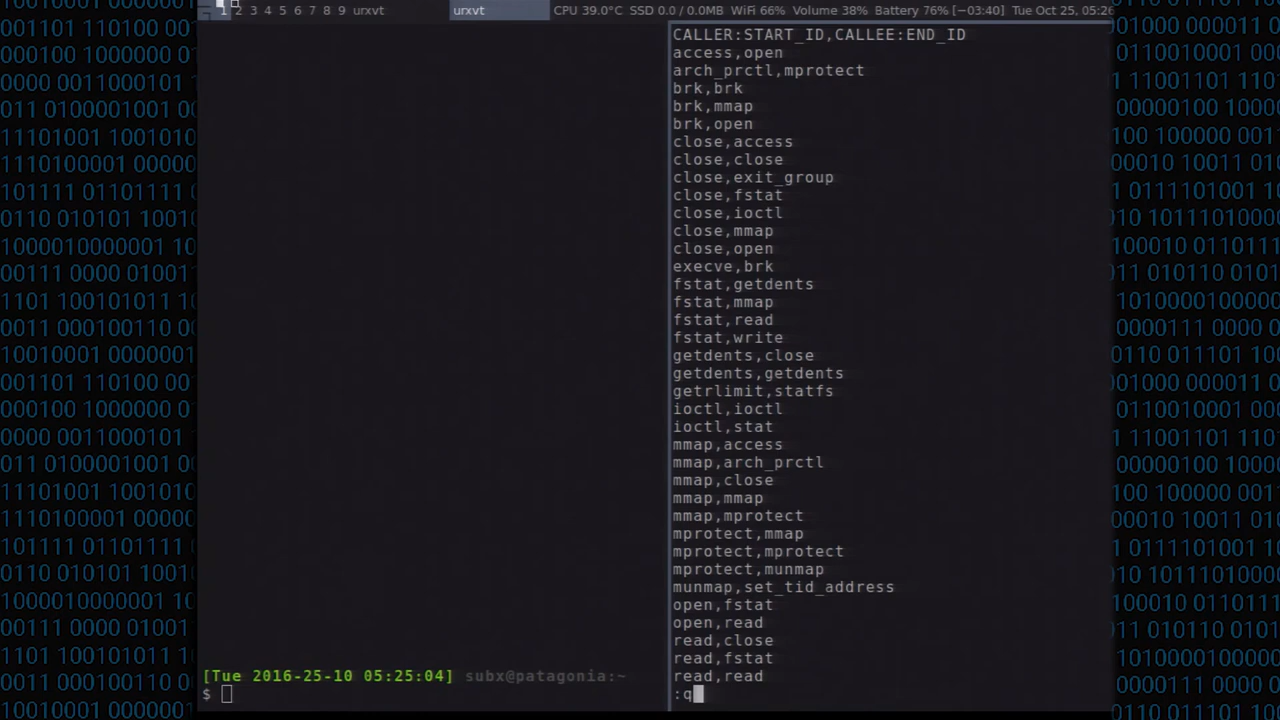 1 2 3 4 5 6 7 8 9 urxvt urxvt CPU 39.0°C SSD 0.0 / 0.0MB WiFi 66% Volume 38% Battery 76% [−03:40] Tue Oct 25, 05:26
CALLER:START_ID,CALLEE:END_ID
access,open
arch_prctl,mprotect
brk,brk
brk,mmap
brk,open
close,access
close,close
close,exit_group
close,fstat
close,ioctl
close,mmap
close,open
execve,brk
fstat,getdents
fstat,mmap
fstat,read
fstat,write
getdents,close
getdents,getdents
getrlimit,statfs
ioctl,ioctl
ioctl,stat
mmap,access
mmap,arch_prctl
mmap,close
mmap,mmap
mmap,mprotect
mprotect,mmap
mprotect,mprotect
mprotect,munmap
munmap,set_tid_address
open,fstat
open,read
read,close
read,fstat
read,read
:q
[Tue 2016-25-10 05:25:04] subx@patagonia:~
$